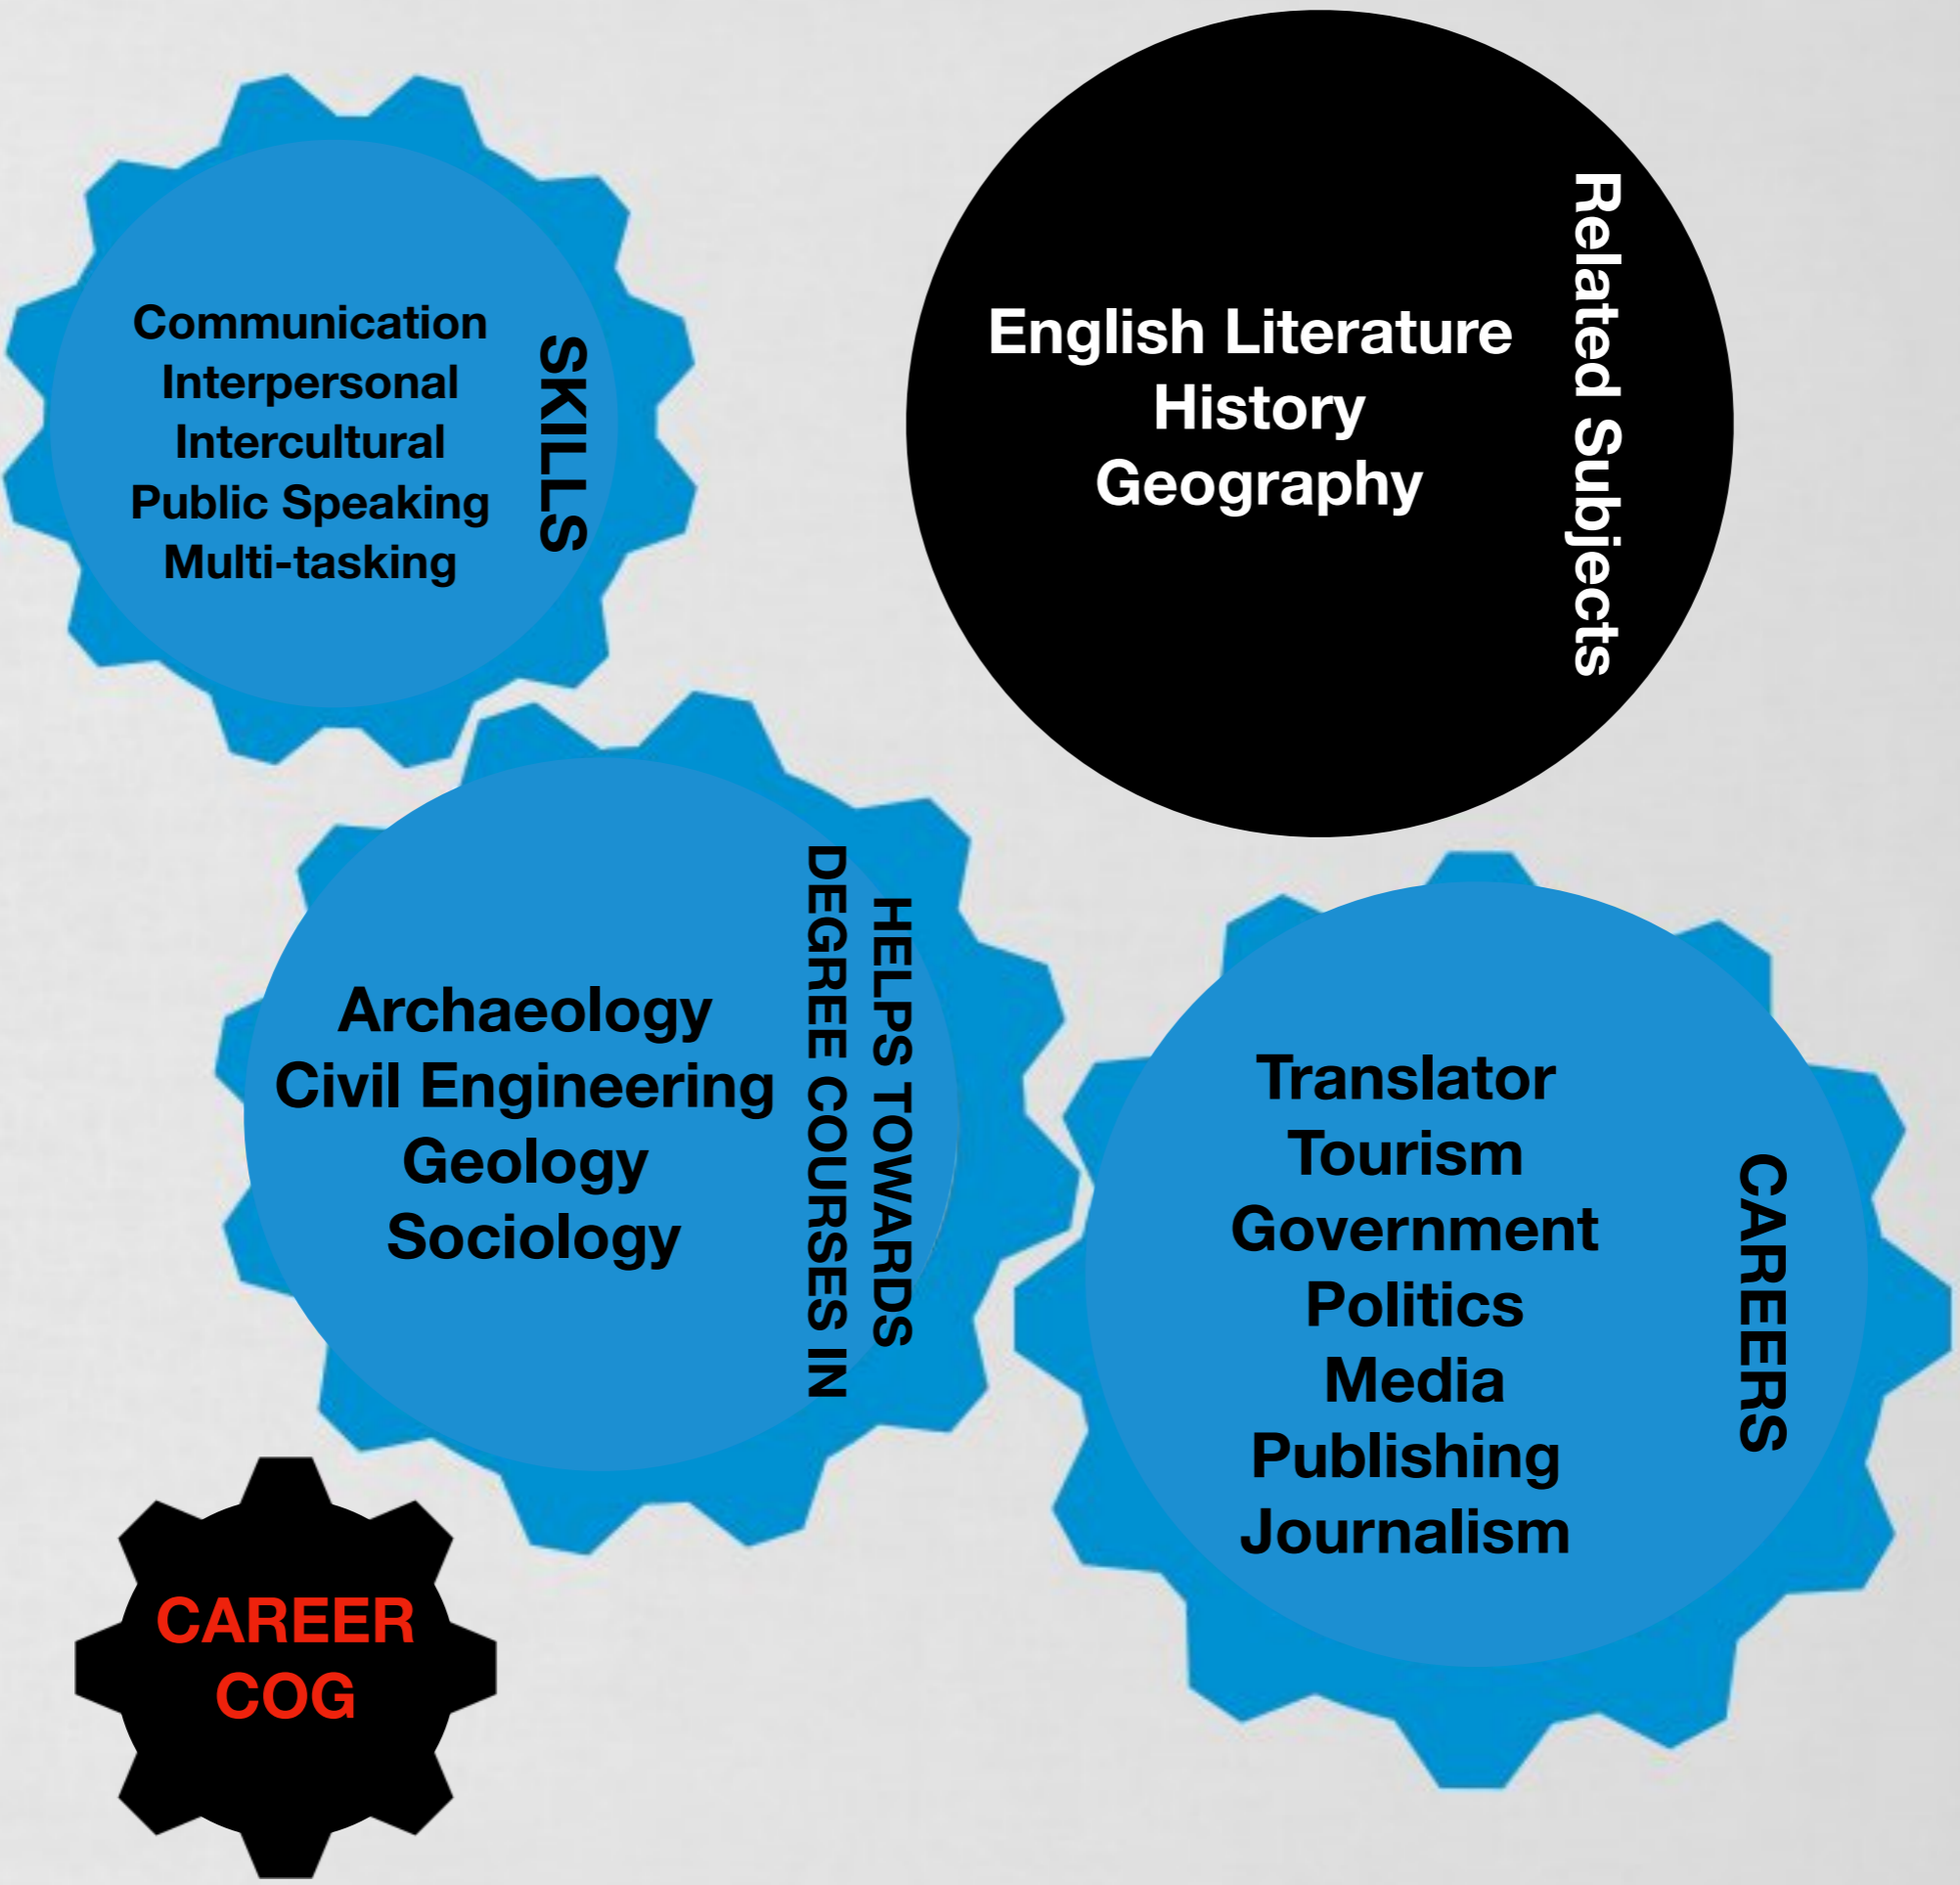 Communication
Interpersonal
Intercultural
Public Speaking
Multi-tasking
SKILLS
English Literature
History
Geography
Related Subjects
Archaeology
Civil Engineering
Geology
Sociology
HELPS TOWARDS
DEGREE COURSES IN
Translator
Tourism
Government
Politics
Media
Publishing
Journalism
CAREERS
CAREER
COG